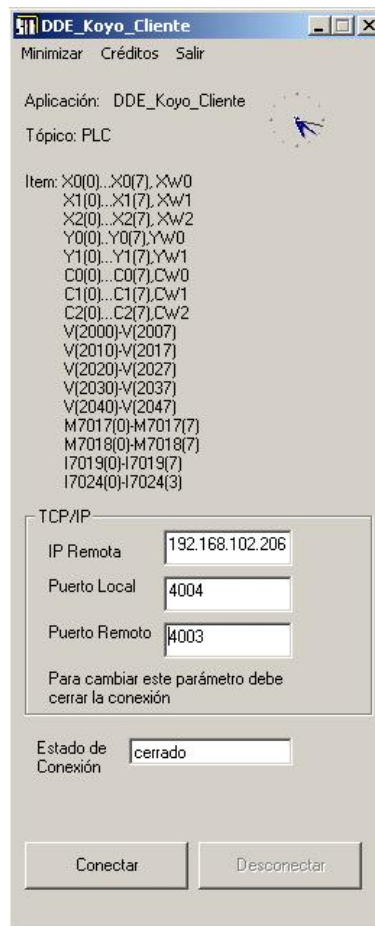 DDE_Koyo_Cliente
Minimizar Créditos Salir
Aplicación: DDE_Koyo_Cliente
Tópico: PLC
Item: X0(0)...X0(7), XW0
X1(0)...X1(7), XW1
X2(0)...X2(7), XW2
Y0(0)..Y0(7),YW0
Y1(0)...Y1(7),YW1
C0(0)...C0(7),CW0
C1(0)...C1(7),CW1
C2(0)...C2(7),CW2
V(2000)-V(2007)
V(2010)-V(2017)
V(2020)-V(2027)
V(2030)-V(2037)
V(2040)-V(2047)
M7017(0)-M7017(7)
M7018(0)-M7018(7)
I7019(0)-I7019(7)
I7024(0)-I7024(3)
TCP/IP
IP Remota 192.168.102.206
Puerto Local 4004
Puerto Remoto 4003
Para cambiar este parámetro debe
cerrar la conexión
Estado de
Conexión cerrado
Conectar Desconectar